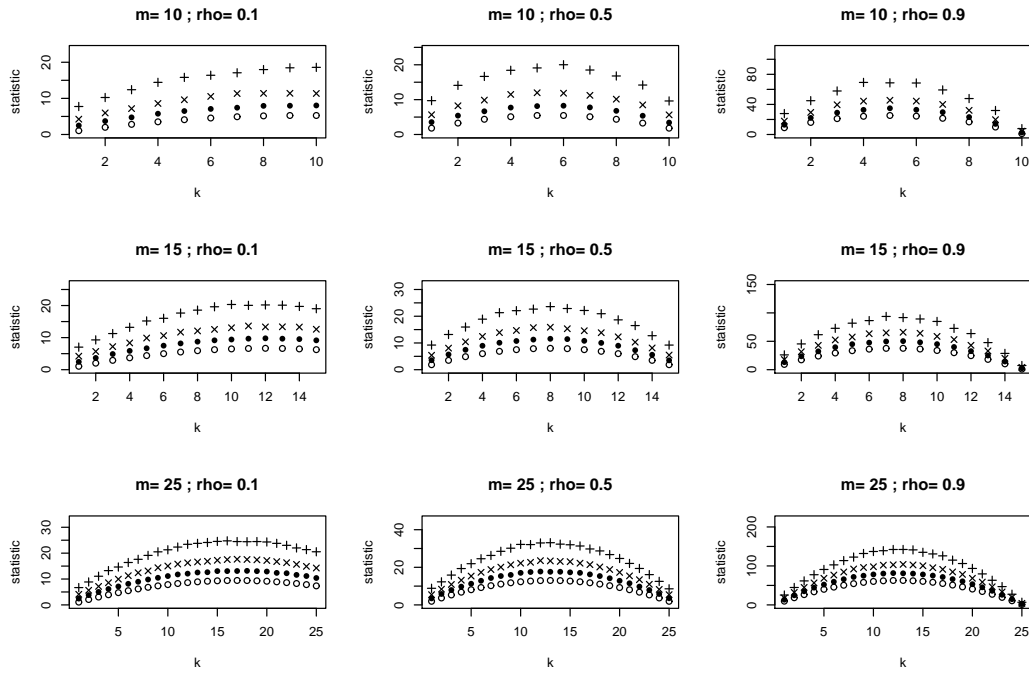 m= 10 ; rho= 0.1
statistic
0 10 20
2 4 6 8 10
k
m= 10 ; rho= 0.5
statistic
0 10 20
2 4 6 8 10
k
m= 10 ; rho= 0.9
statistic
0 40 80
2 4 6 8 10
k
m= 15 ; rho= 0.1
statistic
0 10 20
2 4 6 8 10 12 14
k
m= 15 ; rho= 0.5
statistic
0 10 20 30
2 4 6 8 10 12 14
k
m= 15 ; rho= 0.9
statistic
0 50 150
2 4 6 8 10 12 14
k
m= 25 ; rho= 0.1
statistic
0 10 20 30
5 10 15 20 25
k
m= 25 ; rho= 0.5
statistic
0 20 40
5 10 15 20 25
k
m= 25 ; rho= 0.9
statistic
0 100 200
5 10 15 20 25
k